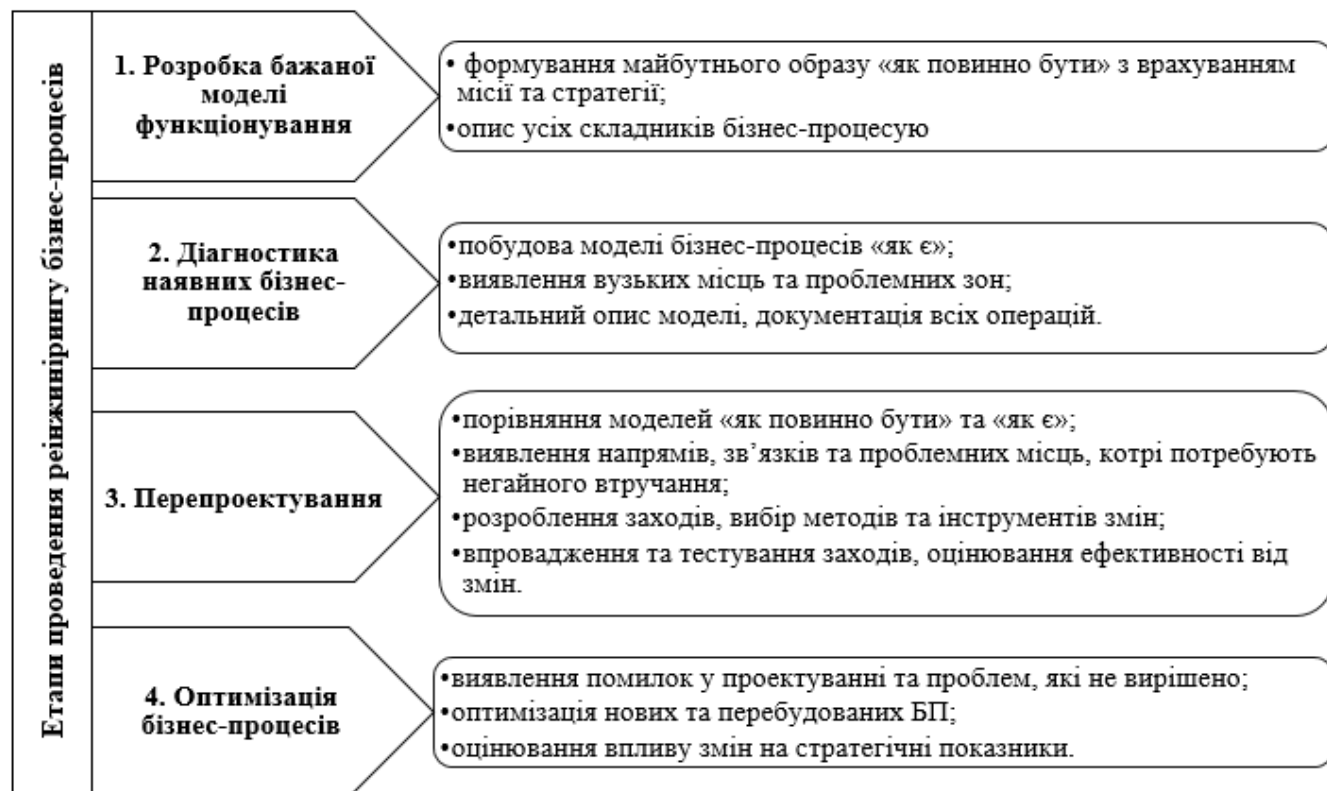 Етапи проведення реінжинірингу бізнес-процесів
1. Розробка бажаної
моделі
функціонування
• формування майбутнього образу «як повинно бути» з врахуванням
місії та стратегії;
•опис усіх складників бізнес-процесую
2. Діагностика
наявних бізнес-
процесів
•побудова моделі бізнес-процесів «як є»;
•виявлення вузьких місць та проблемних зон;
•детальний опис моделі, документація всіх операцій.
3. Перепроектування
•порівняння моделей «як повинно бути» та «як є»;
•виявлення напрямів, зв’язків та проблемних місць, котрі потребують
негайного втручання;
•розроблення заходів, вибір методів та інструментів змін;
•впровадження та тестування заходів, оцінювання ефективності від
змін.
4. Оптимізація
бізнес-процесів
•виявлення помилок у проектуванні та проблем, які не вирішено;
•оптимізація нових та перебудованих БП;
•оцінювання впливу змін на стратегічні показники.